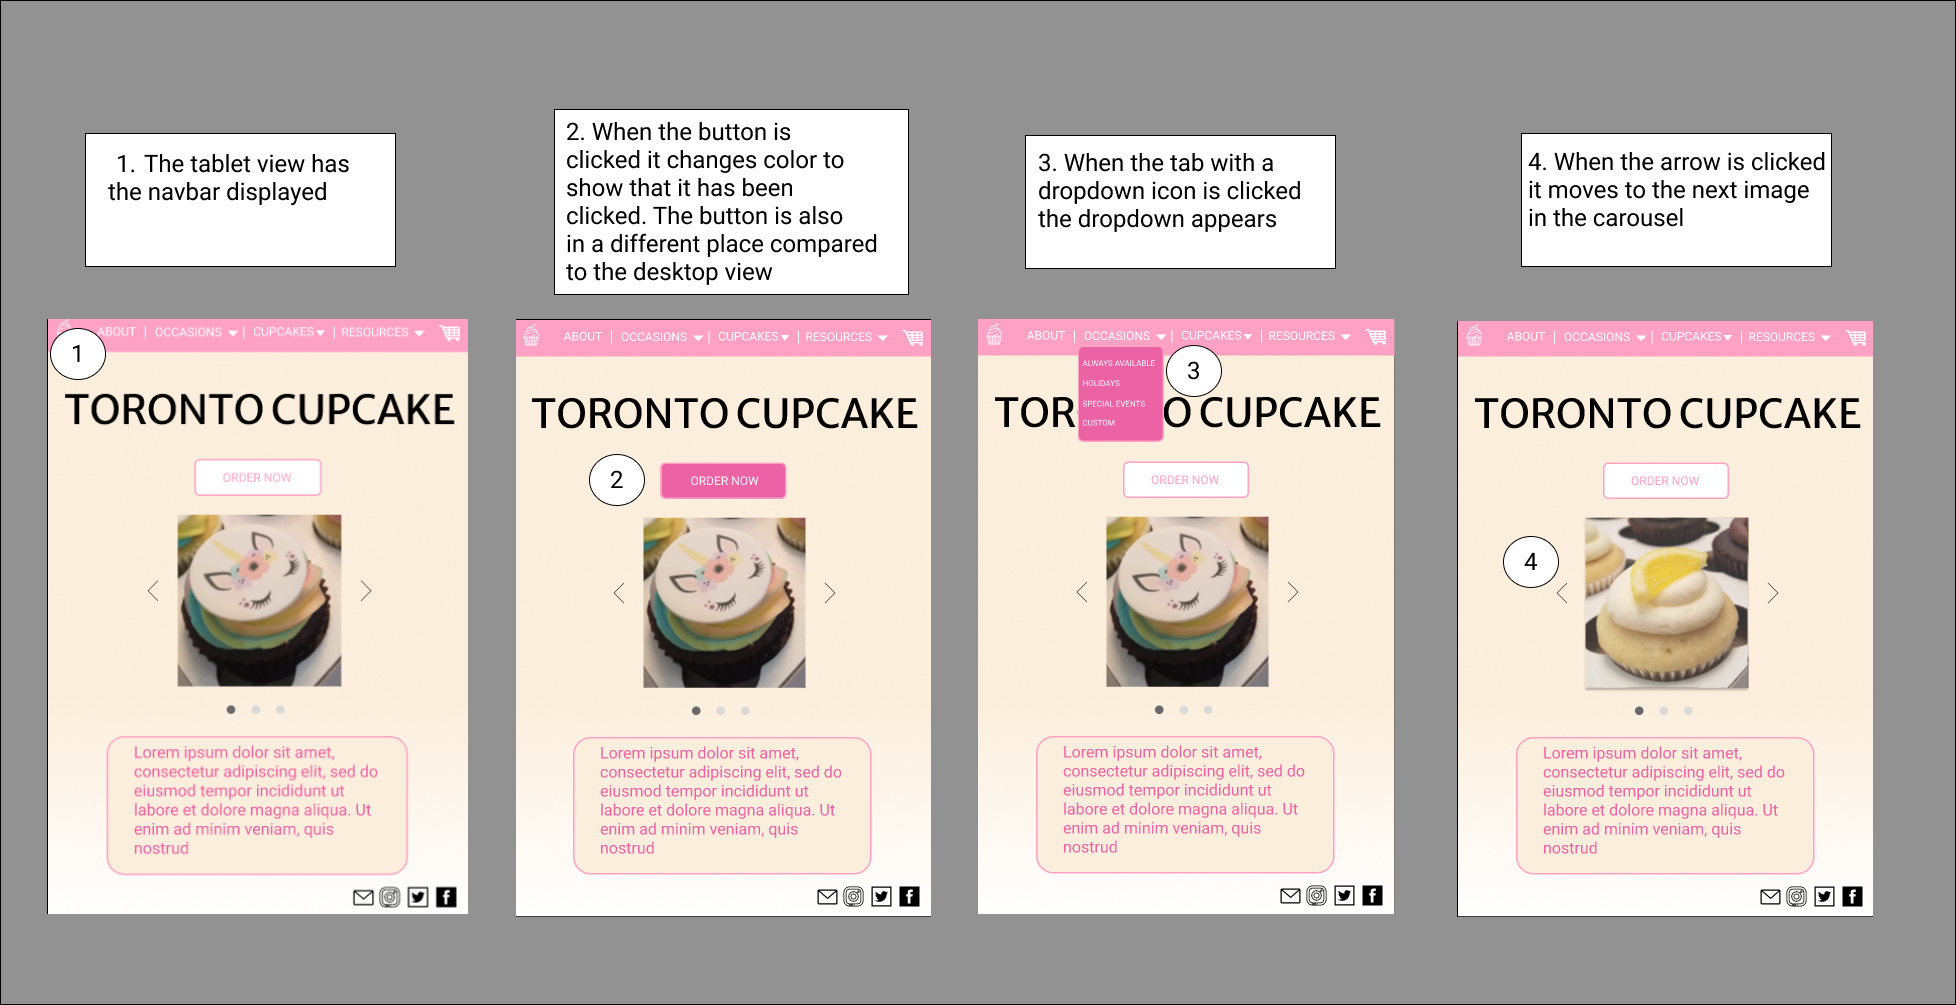 1. The tablet view has
the navbar displayed
2. When the button is
clicked it changes color to
show that it has been
clicked. The button is also
in a different place compared
to the desktop view
3. When the tab with a
dropdown icon is clicked
the dropdown appears
4. When the arrow is clicked
it moves to the next image
in the carousel
ABOUT | OCCASIONS | CUPCAKES | RESOURCES
1
TORONTO CUPCAKE
ORDER NOW
Lorem ipsum dolor sit amet,
consectetur adipiscing elit, sed do
eiusmod tempor incididunt ut
labore et dolore magna aliqua. Ut
enim ad minim veniam, quis
nostrud
ABOUT | OCCASIONS | CUPCAKES | RESOURCES
TORONTO CUPCAKE
2
ORDER NOW
Lorem ipsum dolor sit amet,
consectetur adipiscing elit, sed do
eiusmod tempor incididunt ut
labore et dolore magna aliqua. Ut
enim ad minim veniam, quis
nostrud
ABOUT | OCCASIONS | CUPCAKES | RESOURCES
ALWAYS AVAILABLE
HOLIDAYS
SPECIAL EVENTS
CUSTOM
3
TOR O CUPCAKE
ORDER NOW
Lorem ipsum dolor sit amet,
consectetur adipiscing elit, sed do
eiusmod tempor incididunt ut
labore et dolore magna aliqua. Ut
enim ad minim veniam, quis
nostrud
ABOUT | OCCASIONS | CUPCAKES | RESOURCES
TORONTO CUPCAKE
ORDER NOW
4
Lorem ipsum dolor sit amet,
consectetur adipiscing elit, sed do
eiusmod tempor incididunt ut
labore et dolore magna aliqua. Ut
enim ad minim veniam, quis
nostrud